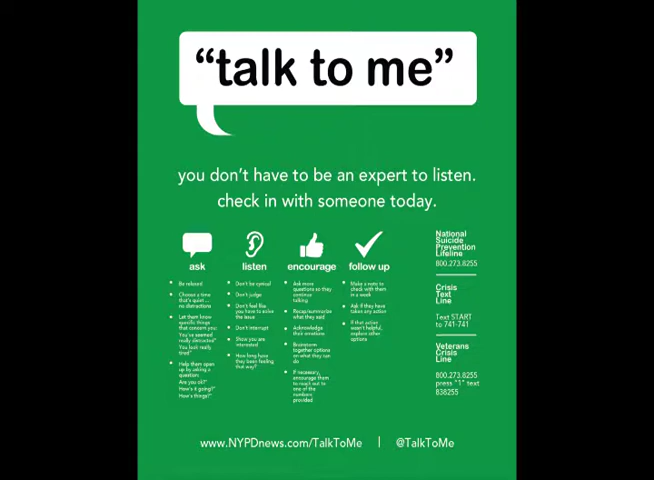 “talk to me”
you don’t have to be an expert to listen.
check in with someone today.
ask
Be relaxed
Choose a time
that’s quiet ...
no distractions
Let them know
specific things
that concern you:
"You’ve seemed
really distracted"
"You look really
tired"
Help them open
up by asking a
question:
Are you ok?"
How’s it going?"
How’s things?"
listen
Don’t be cynical
Don’t judge
Don’t feel like
you have to solve
the issue
Don’t interrupt
Show you are
interested
How long have
they been feeling
that way?
encourage
Ask more
questions so they
continue
talking
Recap/summarize
what they said
Acknowledge
their emotions
Brainstorm
together options
on what they can
do
If necessary,
encourage them
to reach out to
one of the
numbers
provided
follow up
Make a note to
check with them
in a week
Ask if they have
taken any action
If that action
wasn’t helpful,
explore other
options
National
Suicide
Prevention
Lifeline
800.273.8255
Crisis
Text
Line
Text START
to 741-741
Veterans
Crisis
Line
800.273.8255
press "1" text
838255
www.NYPDnews.com/TalkToMe | @TalkToMe